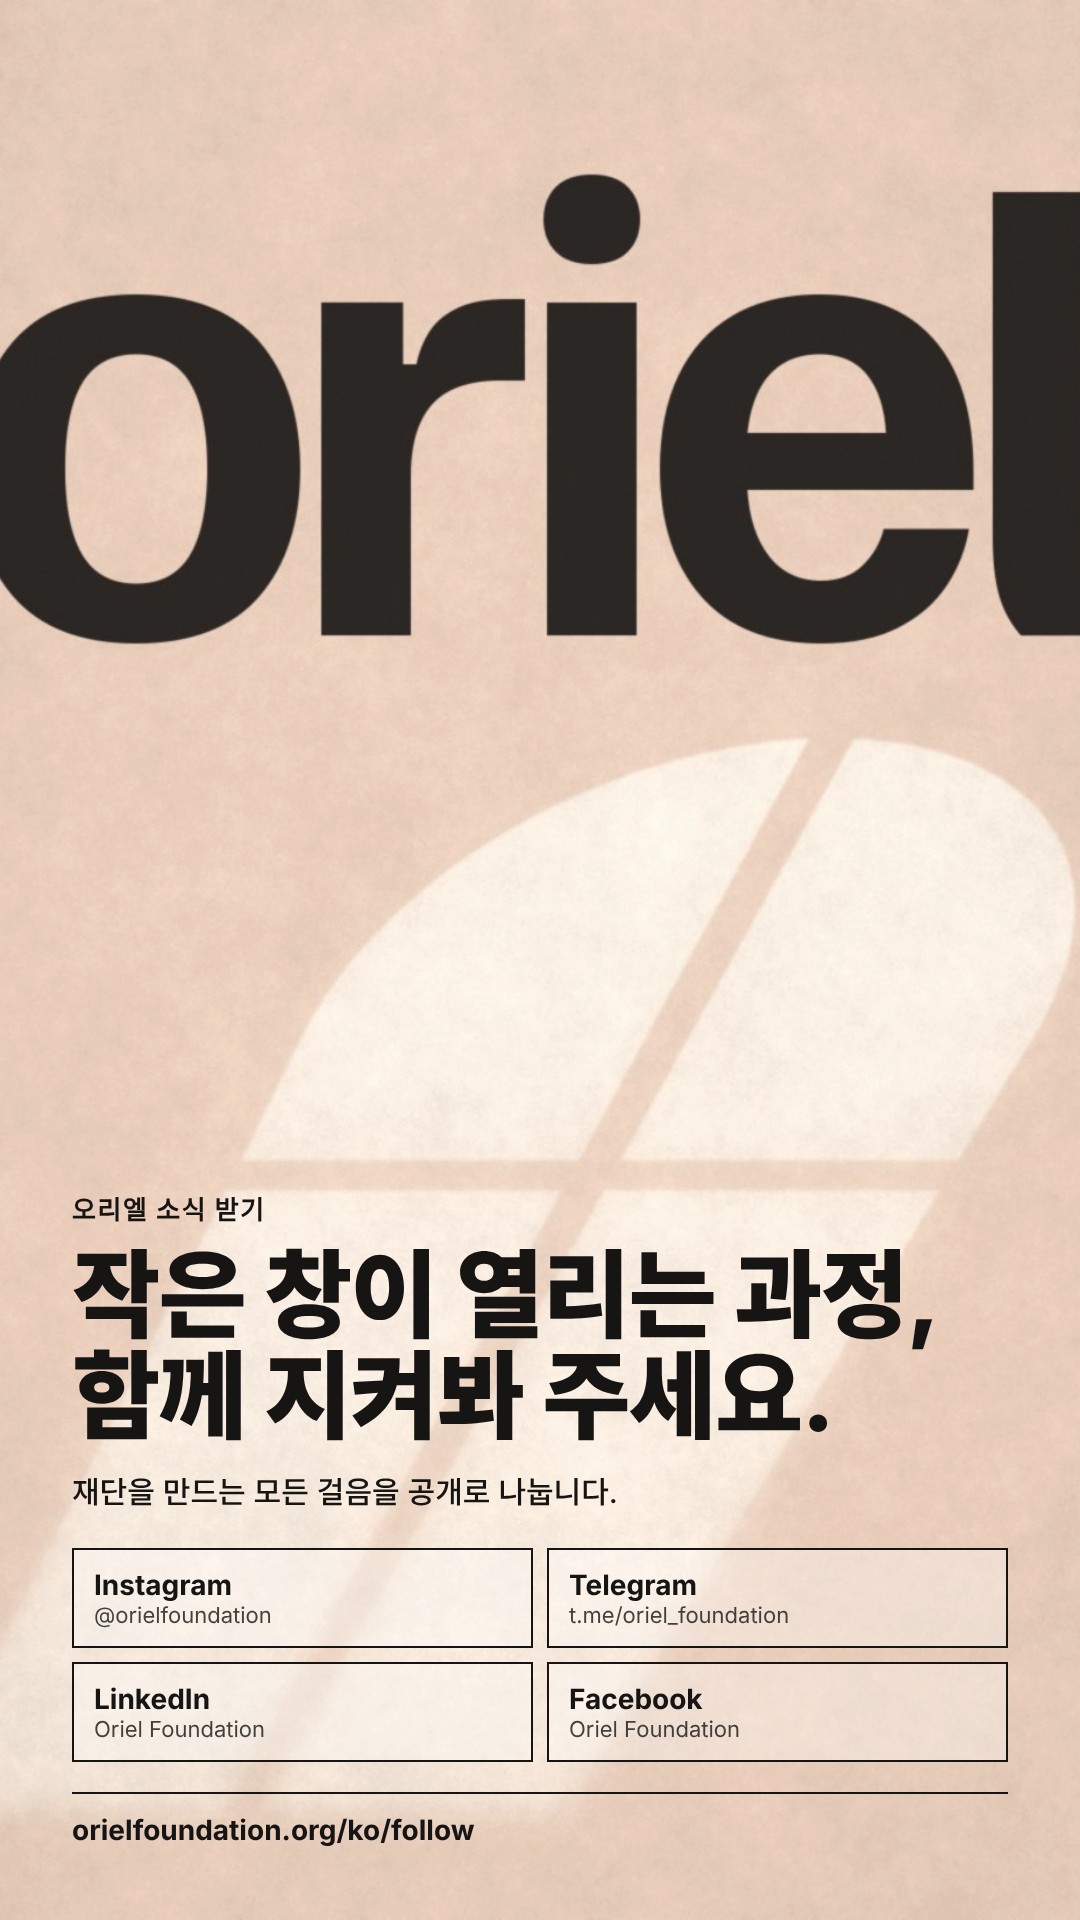 oriel
오리엘 소식 받기
작은 창이 열리는 과정,
함께 지켜봐 주세요.
재단을 만드는 모든 걸음을 공개로 나눕니다.
Instagram
@orielfoundation
Telegram
t.me/oriel_foundation
LinkedIn
Oriel Foundation
Facebook
Oriel Foundation
orielfoundation.org/ko/follow